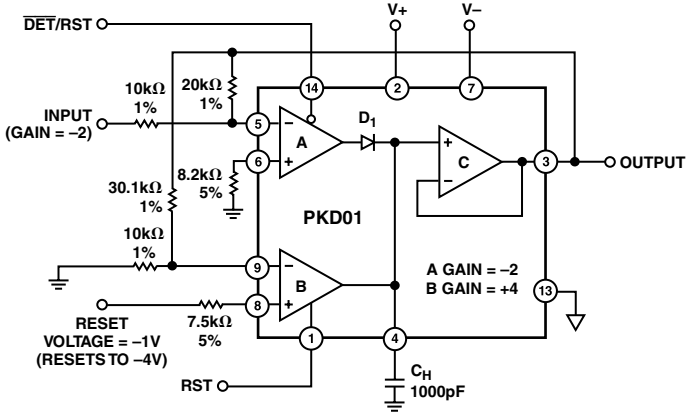 DET/RST
V+
V–
10kΩ
1%
20kΩ
1%
14
2
7
INPUT
(GAIN = –2)
5
–
A
D1
+
C
3
OUTPUT
6
+
–
8.2kΩ
5%
30.1kΩ
1%
PKD01
10kΩ
1%
9
–
B
A GAIN = –2
B GAIN = +4
13
8
+
RESET
VOLTAGE = –1V
(RESETS TO –4V)
7.5kΩ
5%
1
4
RST
CH
1000pF